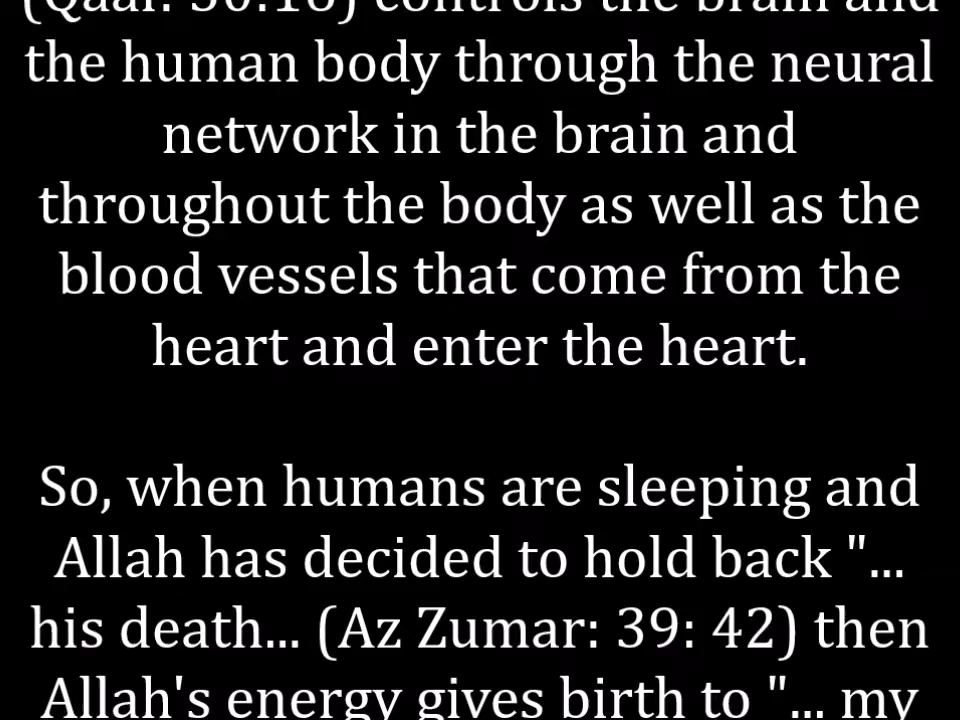 (Qaaf: 50:16) controls the brain and
the human body through the neural
network in the brain and
throughout the body as well as the
blood vessels that come from the
heart and enter the heart.
So, when humans are sleeping and
Allah has decided to hold back "...
his death... (Az Zumar: 39: 42) then
Allah's energy gives birth to "... my